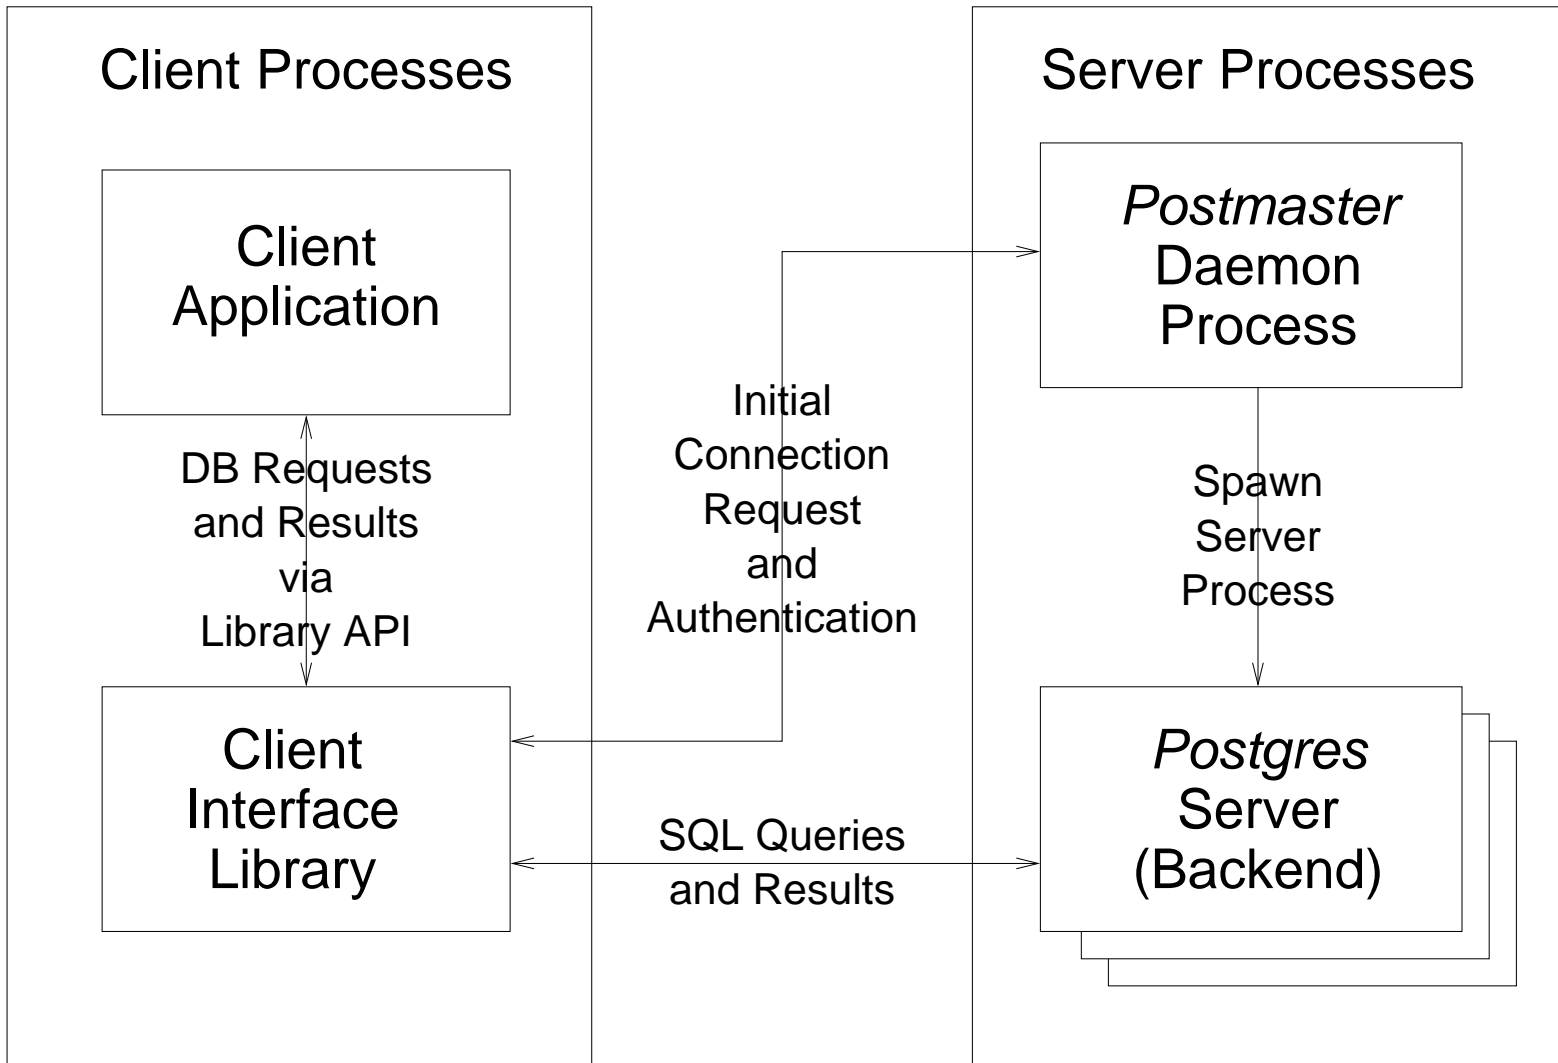 Client Processes
Client
Application
DB Requests
and Results
via
Library API
Client
Interface
Library
Initial
Connection
Request
and
Authentication
SQL Queries
and Results
Server Processes
Postmaster
Daemon
Process
Spawn
Server
Process
Postgres
Server
(Backend)